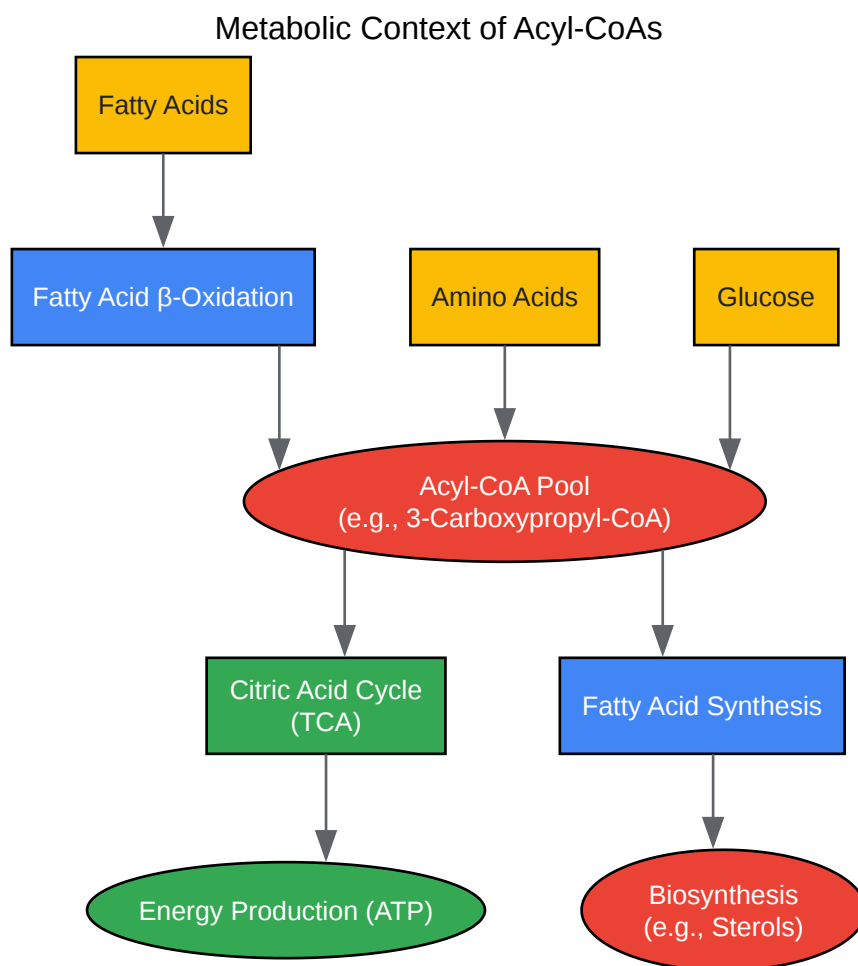 Metabolic Context of Acyl-CoAs
Fatty Acids
Fatty Acid β-Oxidation
Amino Acids
Glucose
Acyl-CoA Pool
(e.g., 3-Carboxypropyl-CoA)
Citric Acid Cycle
(TCA)
Fatty Acid Synthesis
Energy Production (ATP)
Biosynthesis
(e.g., Sterols)